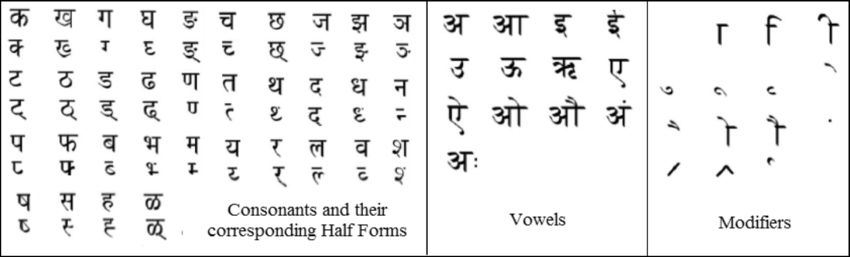 क ख ग घ ङ च छ ज झ ञ
क् ख् ग् घ् ङ् च् छ् ज् झ् ञ्
ट ठ ड ढ ण त थ द ध न
ट् ठ् ड् ढ् ण् त् थ् द् ध् न्
प फ ब भ म य र ल व श
प् फ् ब् भ् म् य् र् ल् व् श्
ष स ह ळ
ष् स् ह् ळ्
Consonants and their
corresponding Half Forms
अ आ इ ई
उ ऊ ऋ ए
ऐ ओ औ अं
अः
Vowels
ा ि ी
ै ो ौ ं
Modifiers